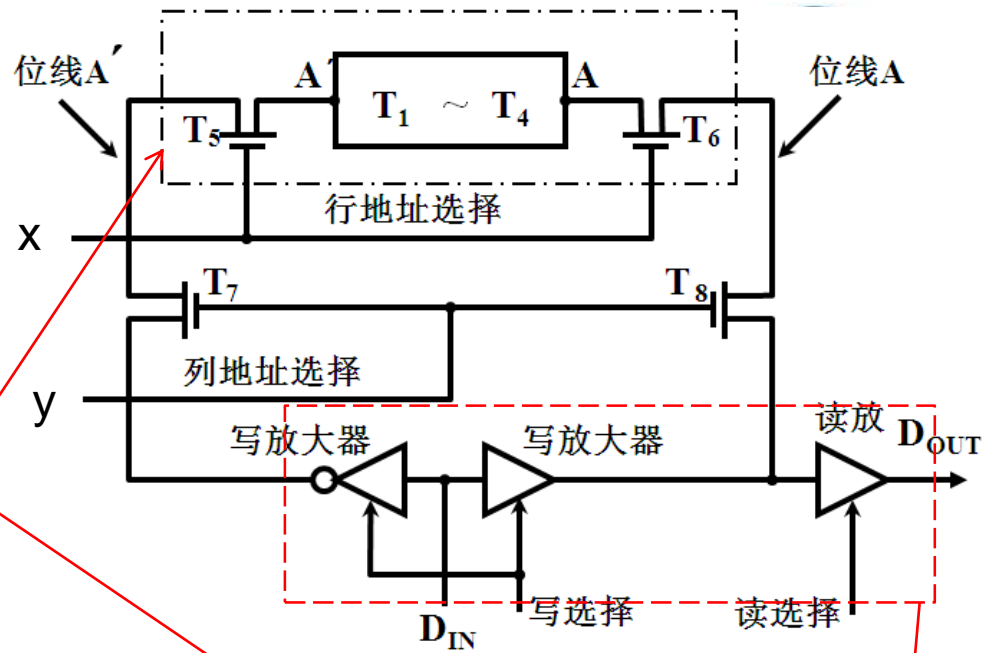 位线A′
A′
T₁ ~ T₄
A
位线A
T₅
T₆
行地址选择
x
T₇
T₈
列地址选择
y
写放大器
写放大器
读放
D_OUT
D_IN
写选择
读选择